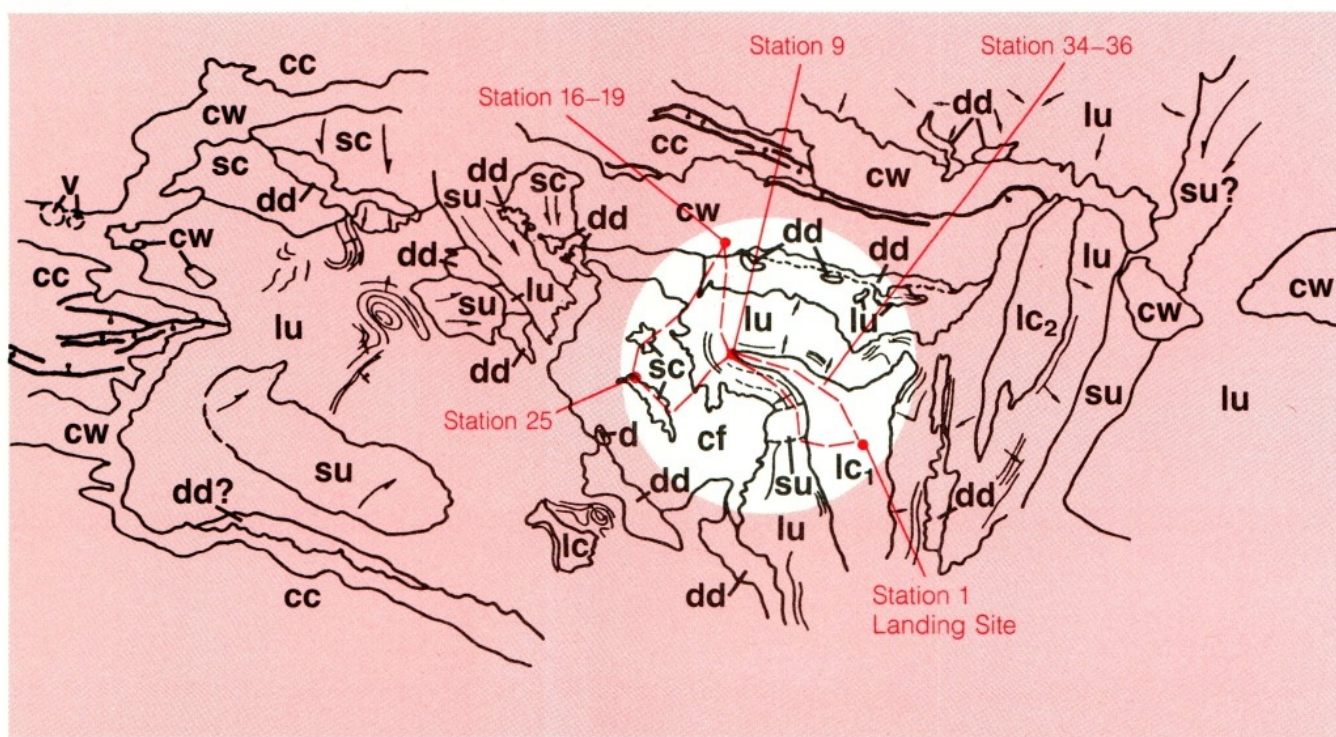 Station 9
Station 34–36
cc
Station 16–19
dd
lu
cw
sc
cc
sc
dd
su
dd
sc
cw
su?
v
dd
cw
dd
cw
dd
dd
cc
lu
su
lu
lu
lu
lc2
lu
cw
cw
dd
sc
su
lu
Station 25
cw
d
cf
lc1
su
dd
su
dd
dd?
lc
lu
cc
dd
Station 1
Landing Site